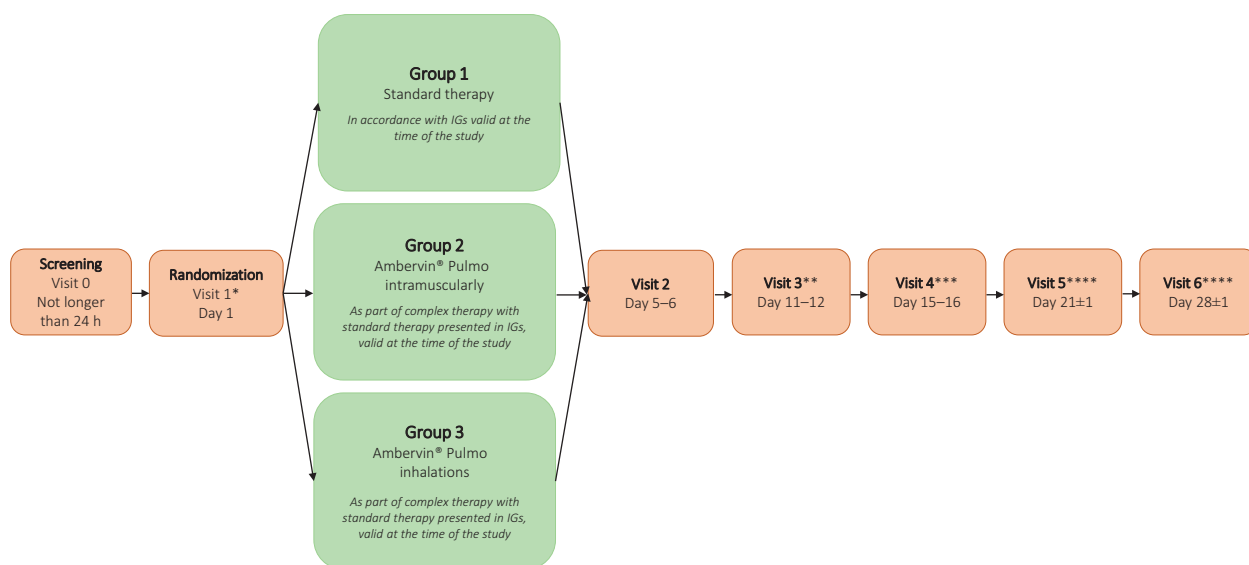 Screening
Visit 0
Not longer
than 24 h
Randomization
Visit 1*
Day 1
Group 1
Standard therapy
In accordance with IGs valid at the
time of the study
Group 2
Ambervin® Pulmo
intramuscularly
As part of complex therapy with
standard therapy presented in IGs,
valid at the time of the study
Group 3
Ambervin® Pulmo
inhalations
As part of complex therapy with
standard therapy presented in IGs,
valid at the time of the study
Visit 2
Day 5–6
Visit 3**
Day 11–12
Visit 4***
Day 15–16
Visit 5****
Day 21±1
Visit 6****
Day 28±1